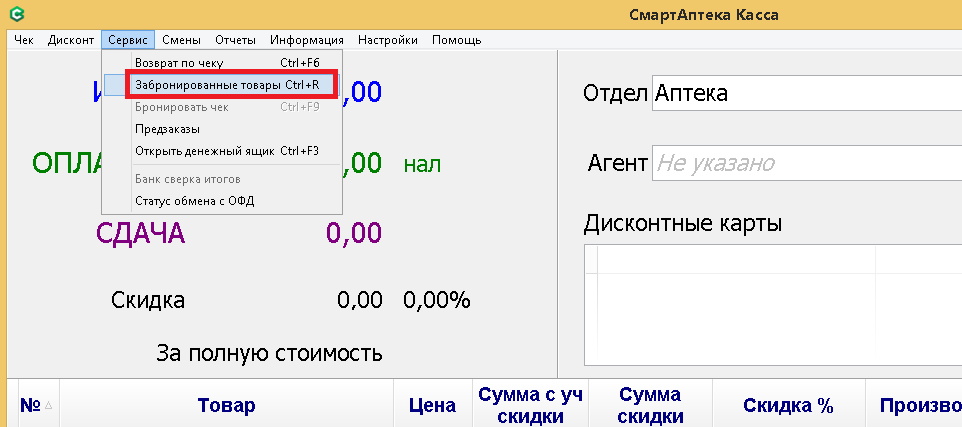 СмартАптека Касса
Чек Дисконт Сервис Смены Отчеты Информация Настройки Помощь
Возврат по чеку Ctrl+F6
Забронированные товары Ctrl+R
Бронировать чек Ctrl+F9
Предзаказы
Открыть денежный ящик Ctrl+F3
Банк сверка итогов
Статус обмена с ОФД
,00
ОПЛА ,00 нал
СДАЧА 0,00
Скидка 0,00 0,00%
За полную стоимость
Отдел Аптека
Агент Не указано
Дисконтные карты
№ Товар Цена Сумма с уч скидки Сумма скидки Скидка % Произво